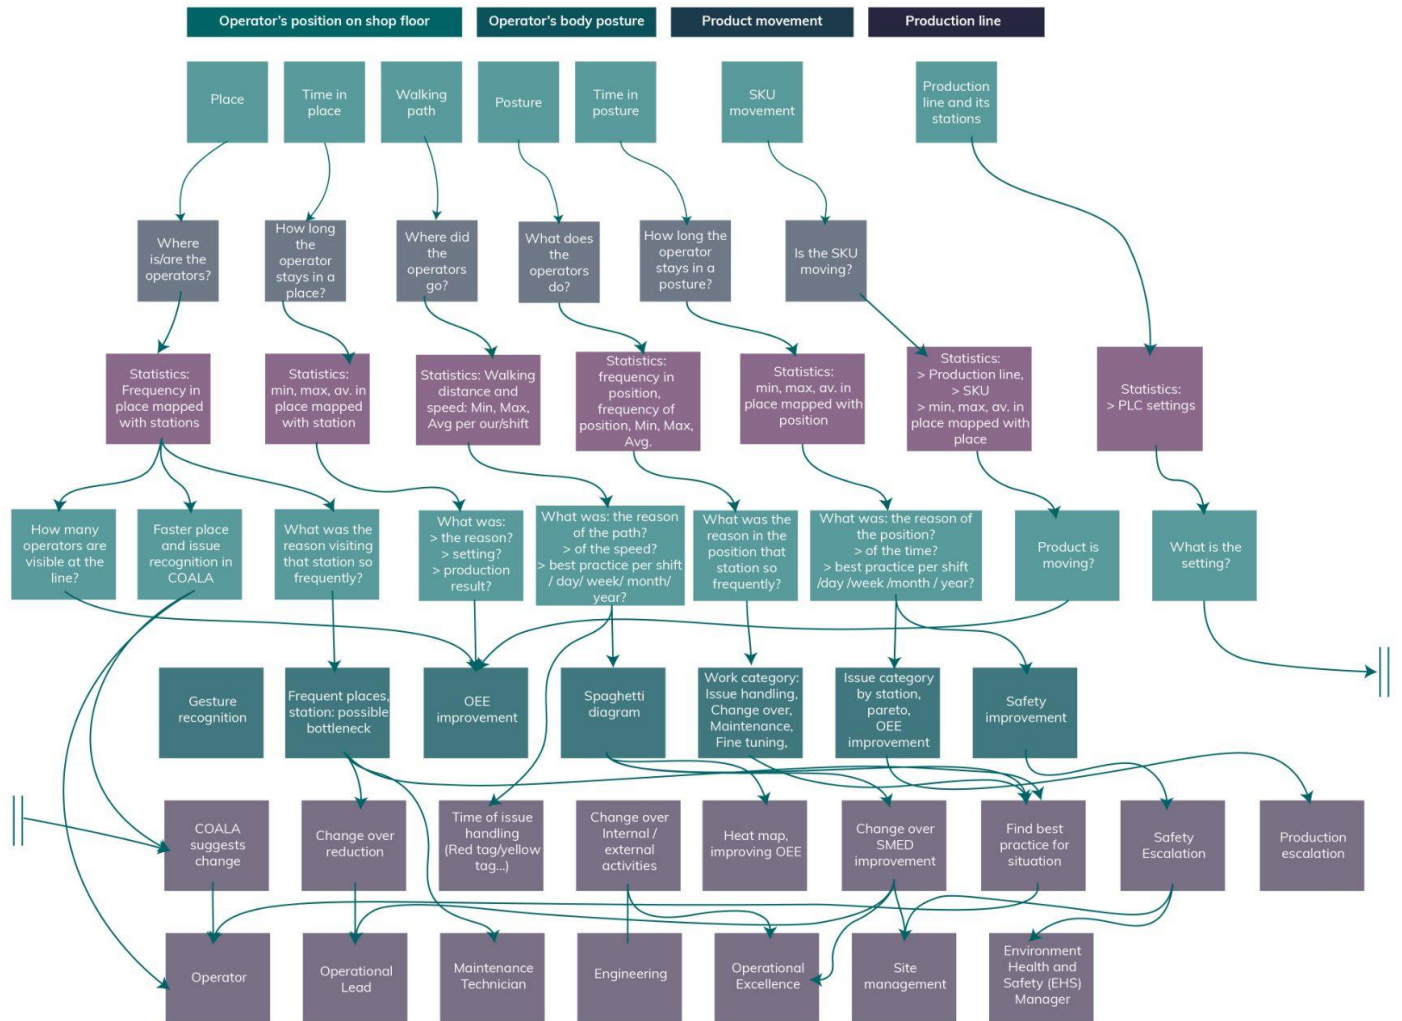 Operator's position on shop floor
Operator's body posture
Product movement
Production line
Place
Time in
place
Walking
path
Posture
Time in
posture
SKU
movement
Production
line and its
stations
Where
is/are the
operators?
How long
the
operator
stays in a
place?
Where did
the
operators
go?
What does
the
operators
do?
How long the
operator
stays in a
posture?
Is the SKU
moving?
Statistics:
Frequency in
place mapped
with stations
Statistics:
min, max, av. in
place mapped
with station
Statistics: Walking
distance and
speed: Min, Max,
Avg per our/shift
Statistics:
frequency in
position,
frequency of
position, Min, Max,
Avg.
Statistics:
min, max, av. in
place mapped with
position
Statistics:
> Production line,
> SKU
> min, max, av. in
place mapped with
place
Statistics:
> PLC settings
How many
operators are
visible at the
line?
Faster place
and issue
recognition in
COALA
What was the
reason visiting
that station so
frequently?
What was:
> the reason?
> setting?
> production
result?
What was: the reason
of the path?
> of the speed?
> best practice per shift
/ day/ week/ month/
year?
What was the
reason in the
position that
station so
frequently?
What was: the reason of
the position?
> of the time?
> best practice per shift
/day /week /month / year?
Product is
moving?
What is the
setting?
Gesture
recognition
Frequent places,
station: possible
bottleneck
OEE
improvement
Spaghetti
diagram
Work category:
Issue handling,
Change over,
Maintenance,
Fine tuning,
Issue category
by station,
pareto,
OEE
improvement
Safety
improvement
COALA
suggests
change
Change over
reduction
Time of issue
handling
(Red tag/yellow
tag...)
Change over
Internal /
external
activities
Heat map,
improving OEE
Change over
SMED
improvement
Find best
practice for
situation
Safety
Escalation
Production
escalation
Operator
Operational
Lead
Maintenance
Technician
Engineering
Operational
Excellence
Site
management
Environment
Health and
Safety (EHS)
Manager